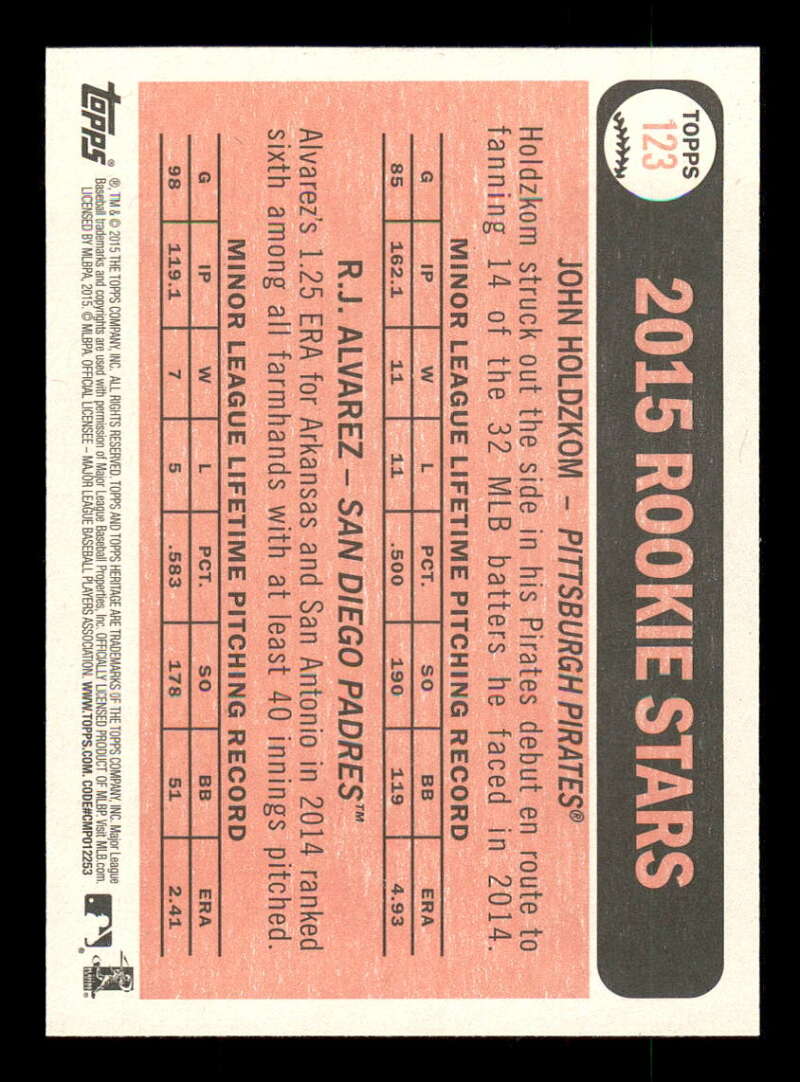 TOPPS
123
2015 ROOKIE STARS
JOHN HOLDZKOM – PITTSBURGH PIRATES®
Holdzkom struck out the side in his Pirates debut en route to
fanning 14 of the 32 MLB batters he faced in 2014.
MINOR LEAGUE LIFETIME PITCHING RECORD
G IP W L PCT. SO BB ERA
85 162.1 11 11 .500 190 119 4.93
R.J. ALVAREZ – SAN DIEGO PADRES™
Alvarez's 1.25 ERA for Arkansas and San Antonio in 2014 ranked
sixth among all farmhands with at least 40 innings pitched.
MINOR LEAGUE LIFETIME PITCHING RECORD
G IP W L PCT. SO BB ERA
98 119.1 7 5 .583 178 51 2.41
topps®
®, TM & © 2015 THE TOPPS COMPANY, INC. ALL RIGHTS RESERVED. TOPPS AND TOPPS HERITAGE ARE TRADEMARKS OF THE TOPPS COMPANY, INC. Major League
Baseball trademarks and copyrights are used with permission of Major League Baseball Properties, Inc. OFFICIALLY LICENSED PRODUCT OF MLBP. Visit MLB.com.
LICENSED BY MLBPA, 2015. © MLBPA. OFFICIAL LICENSEE – MAJOR LEAGUE BASEBALL PLAYERS ASSOCIATION. WWW.TOPPS.COM. CODE#CMP012253